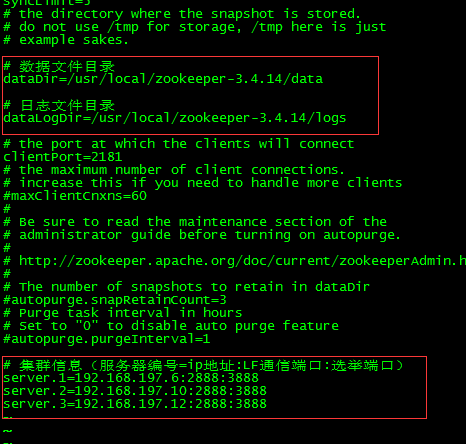 syncLimit=5
# the directory where the snapshot is stored.
# do not use /tmp for storage, /tmp here is just
# example sakes.
# 数据文件目录
dataDir=/usr/local/zookeeper-3.4.14/data
# 日志文件目录
dataLogDir=/usr/local/zookeeper-3.4.14/logs
# the port at which the clients will connect
clientPort=2181
# the maximum number of client connections.
# increase this if you need to handle more clients
#maxClientCnxns=60
#
# Be sure to read the maintenance section of the
# administrator guide before turning on autopurge.
#
# http://zookeeper.apache.org/doc/current/zookeeperAdmin.h
#
# The number of snapshots to retain in dataDir
#autopurge.snapRetainCount=3
# Purge task interval in hours
# Set to "0" to disable auto purge feature
#autopurge.purgeInterval=1
# 集群信息（服务器编号=ip地址:LF通信端口:选举端口）
server.1=192.168.197.6:2888:3888
server.2=192.168.197.10:2888:3888
server.3=192.168.197.12:2888:3888
~
~